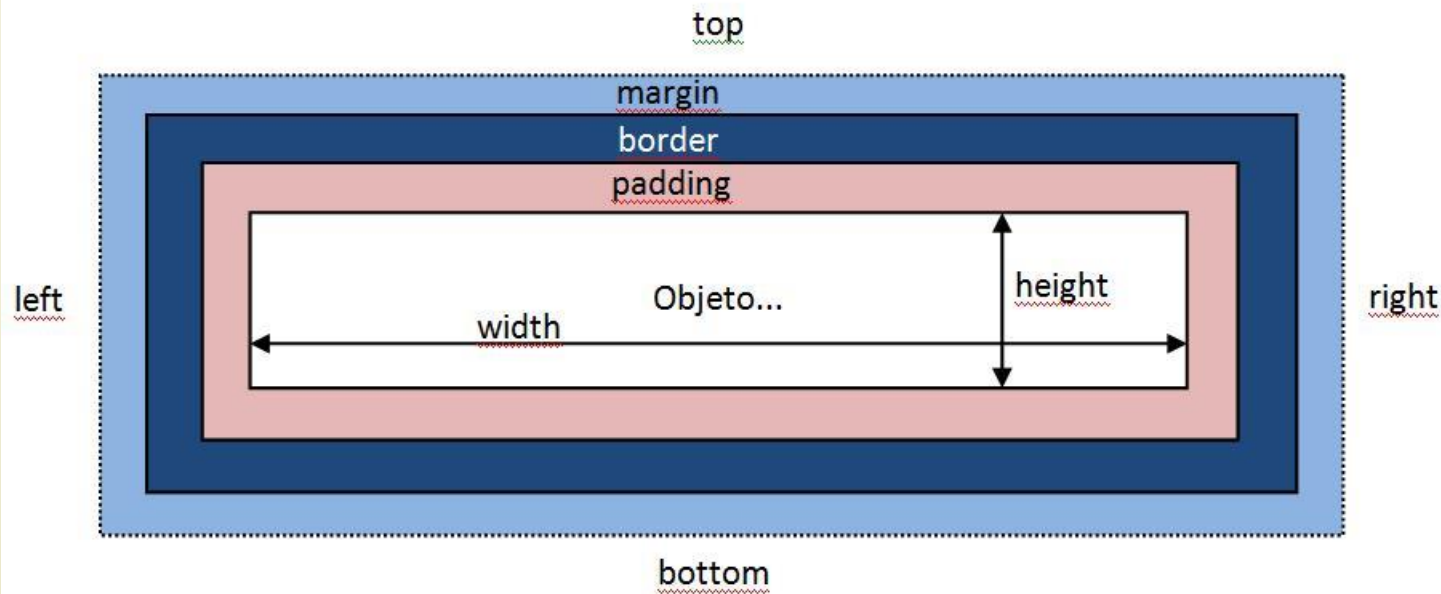 top
margin
border
padding
height
left
Objeto...
right
width
bottom